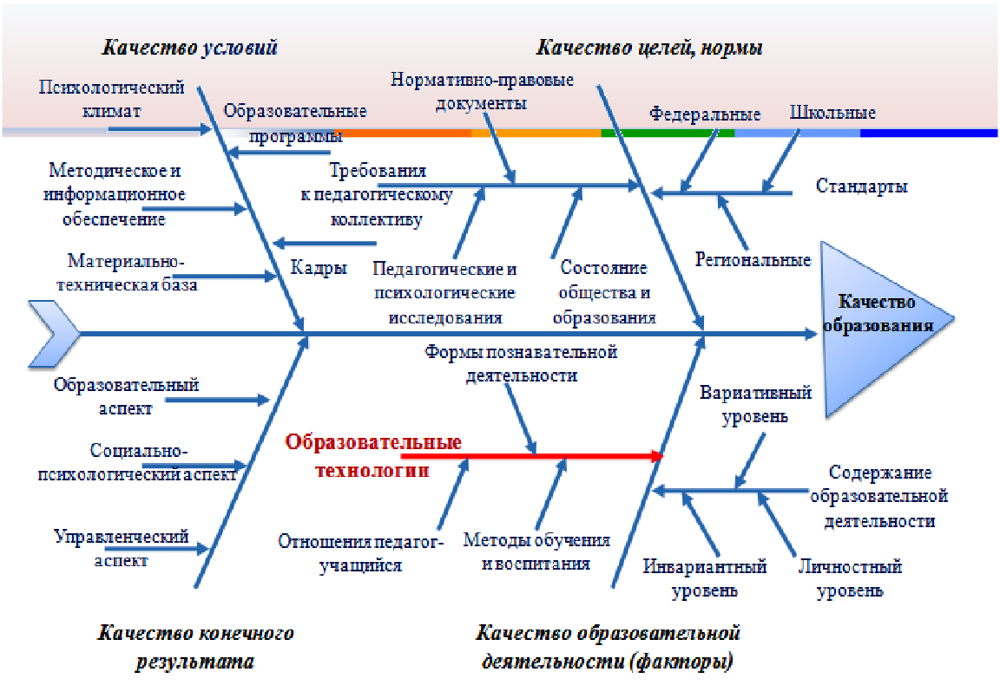 Качество условий
Качество целей, нормы
Психологический
климат
Образовательные
программы
Методическое и
информационное
обеспечение
Материально-
техническая база
Кадры
Нормативно-правовые
документы
Требования
к педагогическому
коллективу
Педагогические и
психологические
исследования
Состояние
общества и
образования
Федеральные
Школьные
Стандарты
Региональные
Качество
образования
Образовательный
аспект
Социально-
психологический аспект
Управленческий
аспект
Формы познавательной
деятельности
Образовательные
технологии
Отношения педагог-
учащийся
Методы обучения
и воспитания
Вариативный
уровень
Содержание
образовательной
деятельности
Инвариантный
уровень
Личностный
уровень
Качество конечного
результата
Качество образовательной
деятельности (факторы)